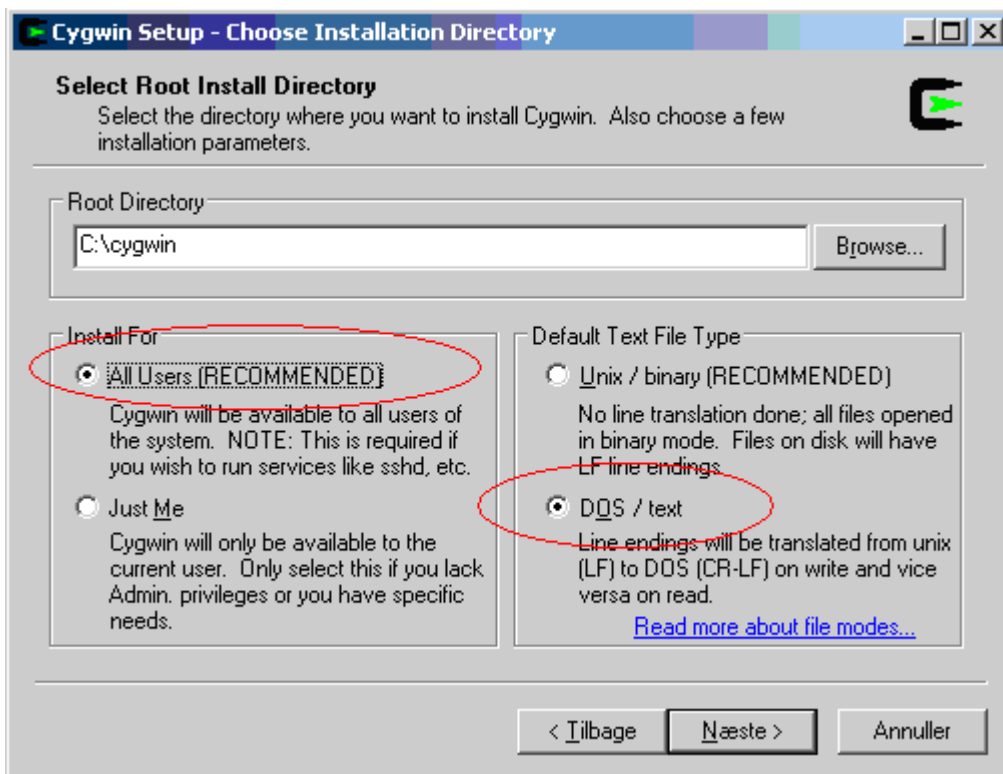 Cygwin Setup - Choose Installation Directory
Select Root Install Directory
Select the directory where you want to install Cygwin. Also choose a few
installation parameters.
Root Directory
C:\cygwin
Browse...
Install For
All Users (RECOMMENDED)
Cygwin will be available to all users of
the system. NOTE: This is required if
you wish to run services like sshd, etc.
Just Me
Cygwin will only be available to the
current user. Only select this if you lack
Admin. privileges or you have specific
needs.
Default Text File Type
Unix / binary (RECOMMENDED)
No line translation done; all files opened
in binary mode. Files on disk will have
LF line endings.
DOS / text
Line endings will be translated from unix
(LF) to DOS (CR-LF) on write and vice
versa on read.
Read more about file modes...
< Tilbage
Næste >
Annuller